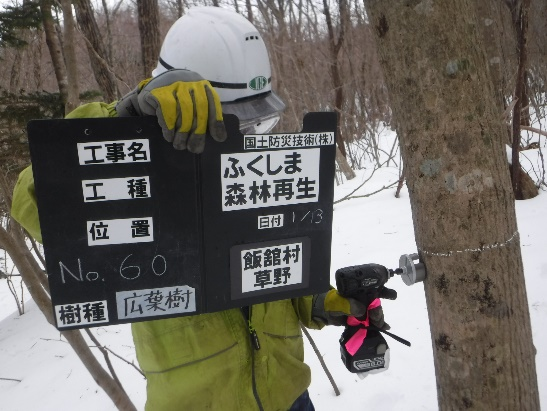 工事名
国土防災技術(株)
ふくしま
森林再生
工種
位置
日付 1/13
No.60
飯舘村
草野
樹種 広葉樹